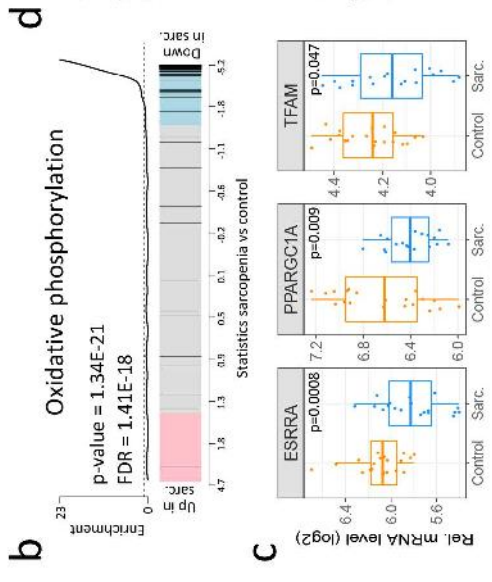 b
d
Oxidative phosphorylation
p-value = 1.34E-21
FDR = 1.41E-18
Enrichment
23
0
Up in sarc.
Down in sarc.
4.7
1.8
1.3
0.9
0.5
0.1
-0.2
-0.6
-1.1
-1.8
-5.2
Statistics sarcopenia vs control
c
Rel. mRNA level (log2)
ESRRA
p=0.0008
6.4
6.0
5.6
Control
Sarc.
PPARGC1A
p=0.009
7.2
6.8
6.4
6.0
Control
Sarc.
TFAM
p=0.047
4.4
4.2
4.0
Control
Sarc.